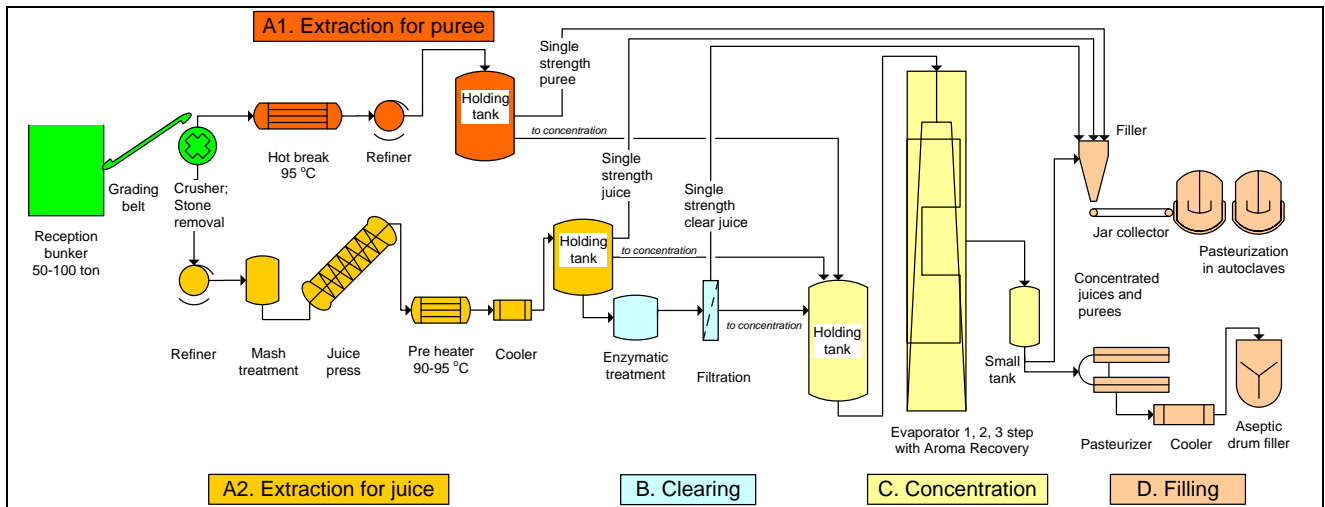 A1. Extraction for puree
Single
strength
puree
Holding
tank
to concentration
Filler
Hot break
95 °C
Refiner
Grading
belt
Crusher;
Stone
removal
Single
strength
juice
Single
strength
clear juice
Reception
bunker
50-100 ton
Jar collector
Pasteurization
in autoclaves
Holding
tank
to concentration
Concentrated
juices and
purees
Refiner
Mash
treatment
Juice
press
Pre heater
90-95 °C
Cooler
Enzymatic
treatment
Filtration
to concentration
Holding
tank
Small
tank
Evaporator 1, 2, 3 step
with Aroma Recovery
Pasteurizer
Cooler
Aseptic
drum filler
A2. Extraction for juice
B. Clearing
C. Concentration
D. Filling